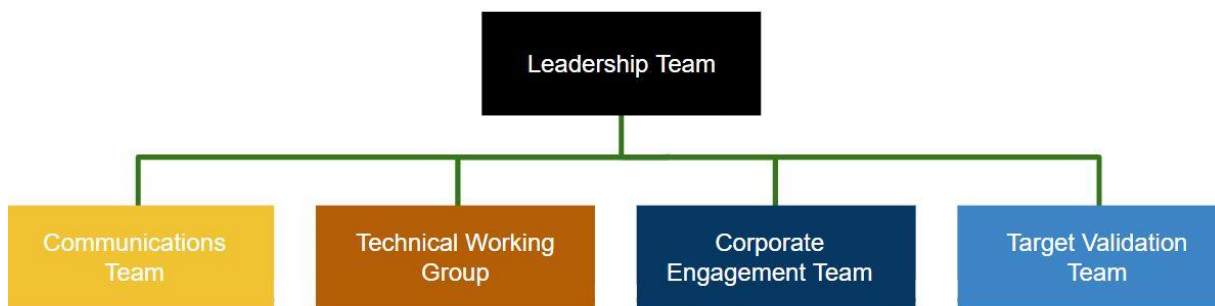 Leadership Team
Communications
Team
Technical Working
Group
Corporate
Engagement Team
Target Validation
Team